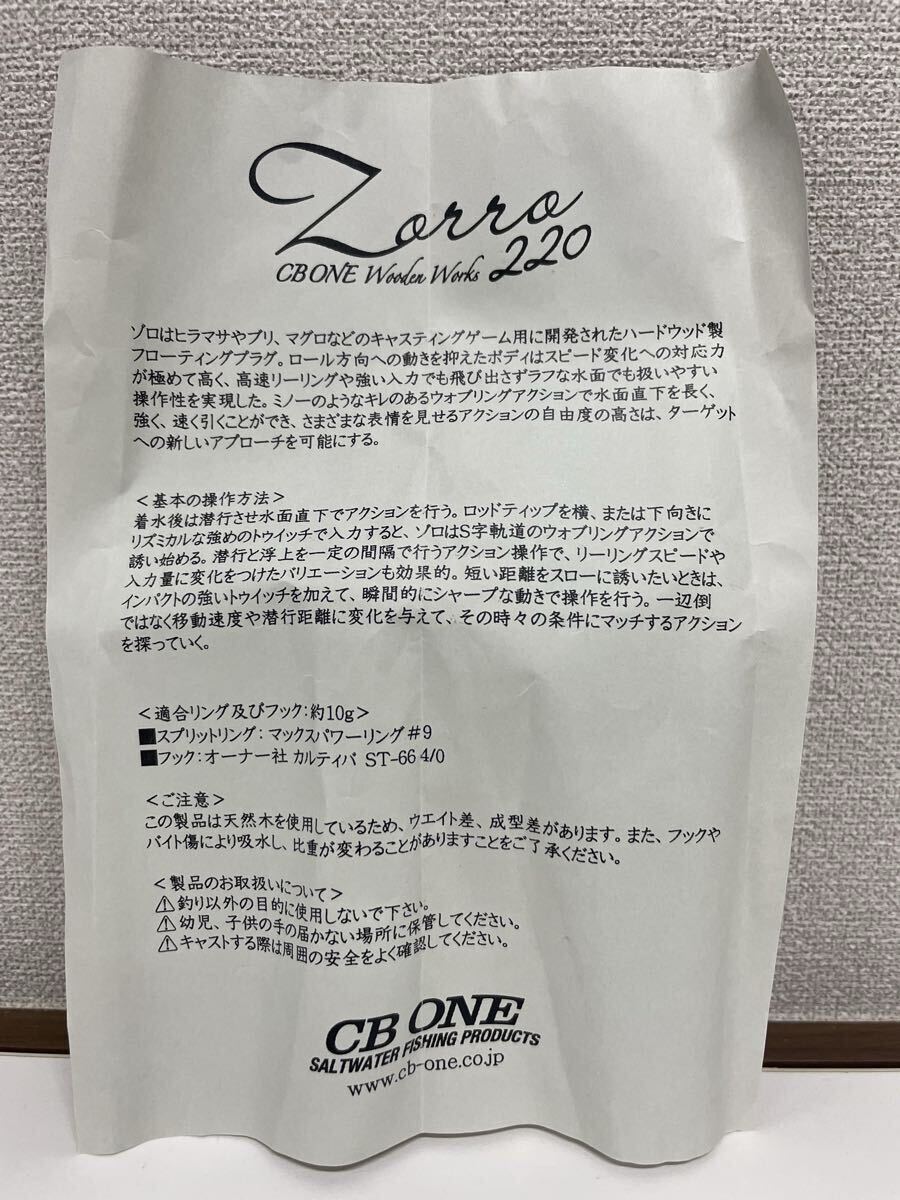 Zorro
CB ONE Wooden Works 220
ゾロはヒラマサやブリ、マグロなどのキャスティングゲーム用に開発されたハードウッド製
フローティングプラグ。ロール方向への動きを抑えたボディはスピード変化への対応力
が極めて高く、高速リーリングや強い入力でも飛び出さずラフな水面でも扱いやすい
操作性を実現した。ミノーのようなキレのあるウォブリングアクションで水面直下を長く、
強く、速く引くことができ、さまざまな表情を見せるアクションの自由度の高さは、ターゲット
への新しいアプローチを可能にする。
＜基本の操作方法＞
着水後は潜行させ水面直下でアクションを行う。ロッドティップを横、または下向きに
リズミカルな強めのトゥイッチで入力すると、ゾロはS字軌道のウォブリングアクションで
誘い始める。潜行と浮上を一定の間隔で行うアクション操作で、リーリングスピードや
入力量に変化をつけたバリエーションも効果的。短い距離をスローに誘いたいときは、
インパクトの強いトゥイッチを加えて、瞬間的にシャープな動きで操作を行う。一辺倒
ではなく移動速度や潜行距離に変化を与えて、その時々の条件にマッチするアクション
を探っていく。
＜適合リング及びフック：約10g＞
■スプリットリング：マックスパワーリング＃9
■フック：オーナー社 カルティバ ST-66 4/0
＜ご注意＞
この製品は天然木を使用しているため、ウエイト差、成型差があります。また、フックや
バイト傷により吸水し、比重が変わることがありますことをご了承ください。
＜製品のお取扱いについて＞
⚠釣り以外の目的に使用しないで下さい。
⚠幼児、子供の手の届かない場所に保管してください。
⚠キャストする際は周囲の安全をよく確認してください。
CB ONE
SALTWATER FISHING PRODUCTS
www.cb-one.co.jp